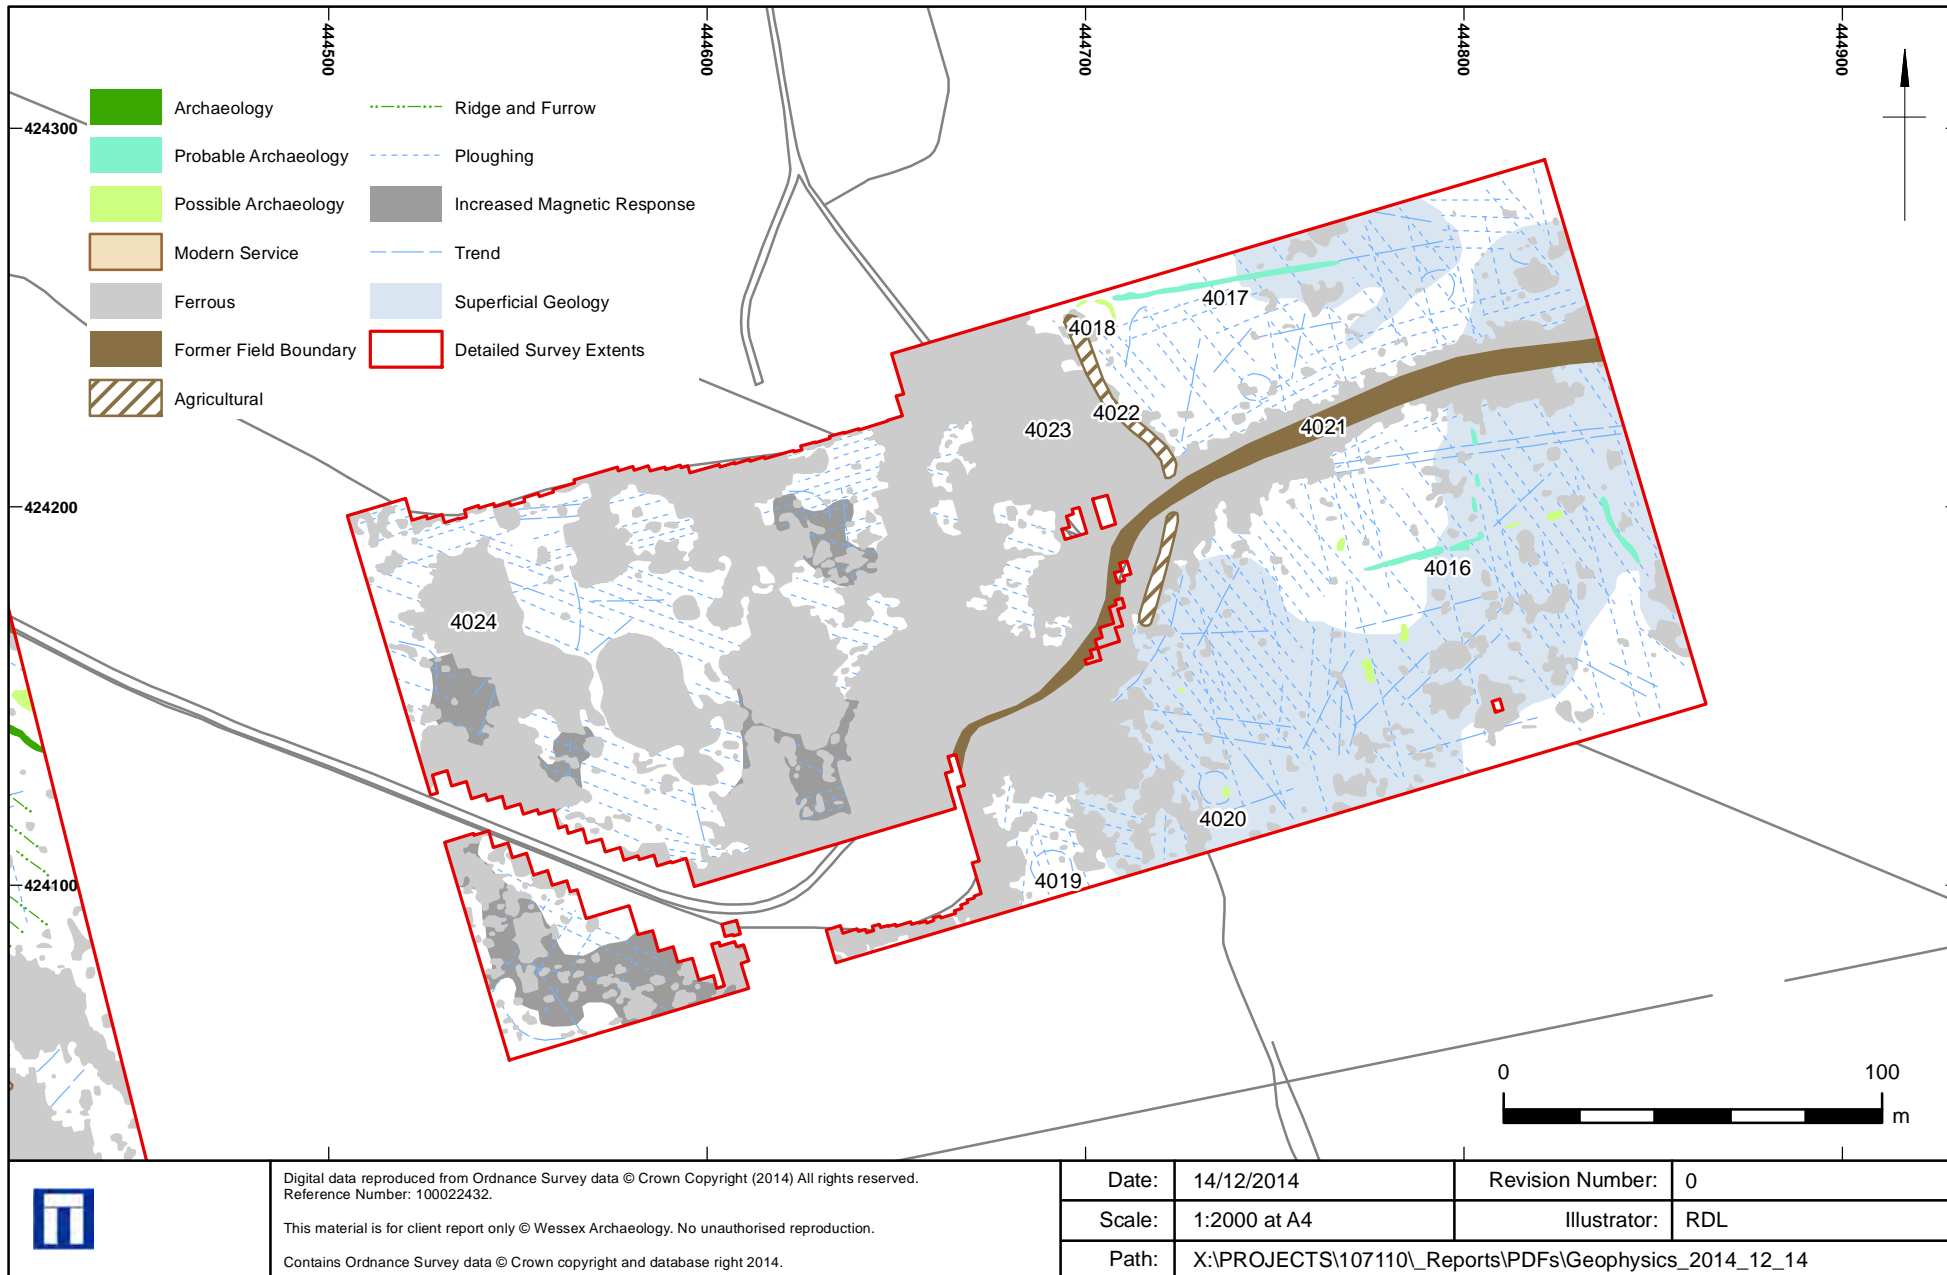 444500
444600
444700
444800
444900
424300
424200
424100
Archaeology
Probable Archaeology
Possible Archaeology
Modern Service
Ferrous
Former Field Boundary
Agricultural
Ridge and Furrow
Ploughing
Increased Magnetic Response
Trend
Superficial Geology
Detailed Survey Extents
4017
4018
4022
4023
4021
4016
4024
4020
4019
0 100
m
Digital data reproduced from Ordnance Survey data © Crown Copyright (2014) All rights reserved.
Reference Number: 100022432.
This material is for client report only © Wessex Archaeology. No unauthorised reproduction.
Contains Ordnance Survey data © Crown copyright and database right 2014.
Date: 14/12/2014 Revision Number: 0
Scale: 1:2000 at A4 Illustrator: RDL
Path: X:\PROJECTS\107110\_Reports\PDFs\Geophysics_2014_12_14